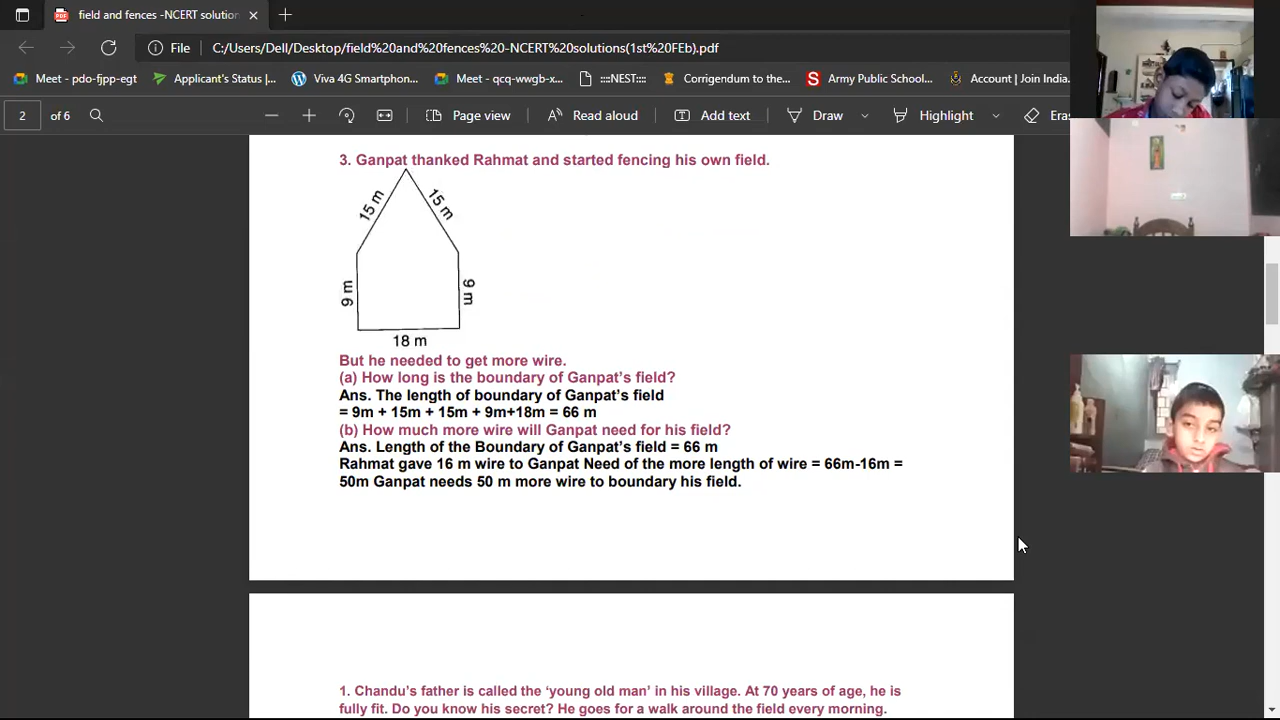 field and fences -NCERT solution
File
C:/Users/Dell/Desktop/field%20and%20fences%20-NCERT%20solutions(1st%20FEb).pdf
Meet - pdo-fjpp-egt
Applicant's Status |...
Viva 4G Smartphon...
Meet - qcq-wwgb-x...
::::NEST::::
Corrigendum to the...
Army Public School...
Account | Join India
2 of 6
Page view
Read aloud
Add text
Draw
Highlight
Eras
3. Ganpat thanked Rahmat and started fencing his own field.
15 m
15 m
9 m
9 m
18 m
But he needed to get more wire.
(a) How long is the boundary of Ganpat's field?
Ans. The length of boundary of Ganpat's field
= 9m + 15m + 15m + 9m+18m = 66 m
(b) How much more wire will Ganpat need for his field?
Ans. Length of the Boundary of Ganpat's field = 66 m
Rahmat gave 16 m wire to Ganpat Need of the more length of wire = 66m-16m =
50m Ganpat needs 50 m more wire to boundary his field.
1. Chandu's father is called the 'young old man' in his village. At 70 years of age, he is
fully fit. Do you know his secret? He goes for a walk around the field every morning.